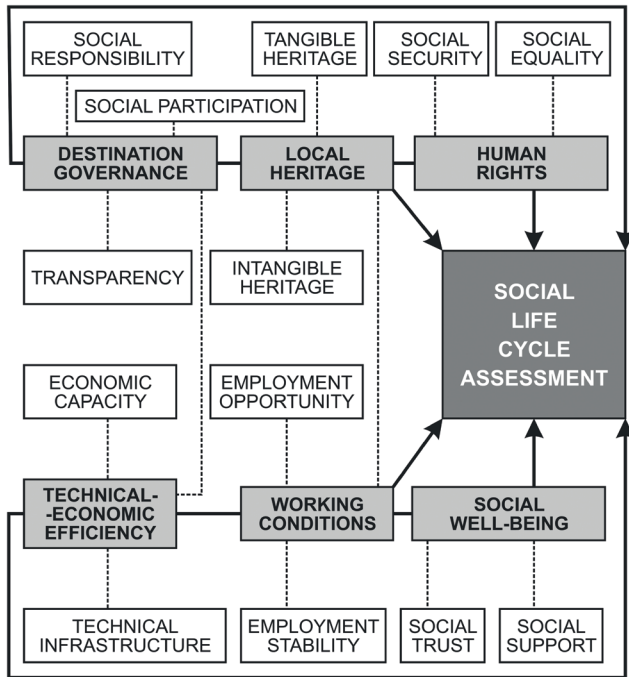 SOCIAL
RESPONSIBILITY
TANGIBLE
HERITAGE
SOCIAL
SECURITY
SOCIAL
EQUALITY
SOCIAL PARTICIPATION
DESTINATION
GOVERNANCE
LOCAL
HERITAGE
HUMAN
RIGHTS
TRANSPARENCY
INTANGIBLE
HERITAGE
SOCIAL
LIFE
CYCLE
ASSESSMENT
ECONOMIC
CAPACITY
EMPLOYMENT
OPPORTUNITY
TECHNICAL-
-ECONOMIC
EFFICIENCY
WORKING
CONDITIONS
SOCIAL
WELL-BEING
TECHNICAL
INFRASTRUCTURE
EMPLOYMENT
STABILITY
SOCIAL
TRUST
SOCIAL
SUPPORT